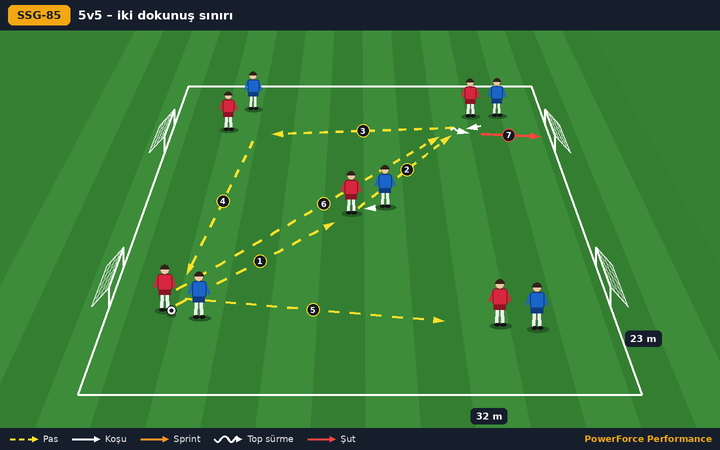 SSG-85 5v5 – iki dokunuş sınırı
3
7
2
4
6
1
5
23 m
32 m
Pas Koşu Sprint Top sürme Şut PowerForce Performance